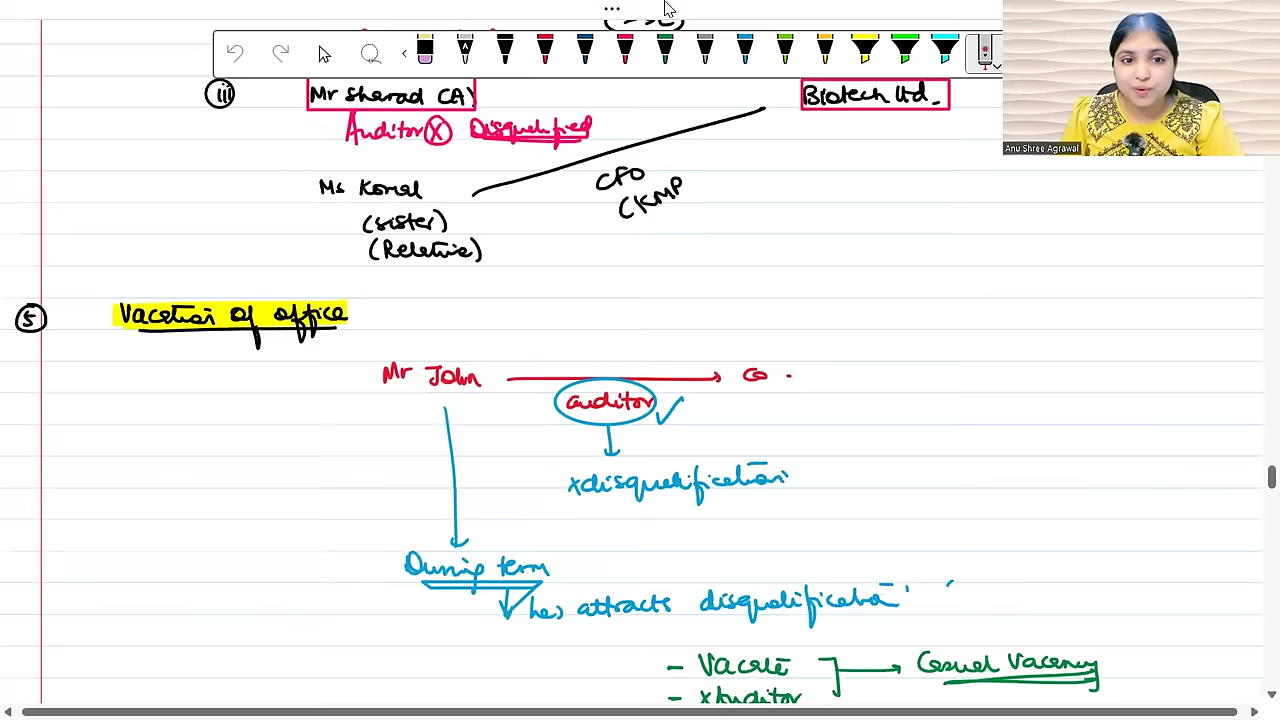 (iii) Mr Sharad CA) Biotech Ltd.
Auditor (X) Disqualified
Anu Shree Agrawal
Ms Komal CFO
(sister) (KMP
(Relative)
(5) Vacation of office
Mr John → Co.
auditor ✓
x disqualification
During term
he attracts disqualification
- Vacate → Casual Vacancy
- x Auditor